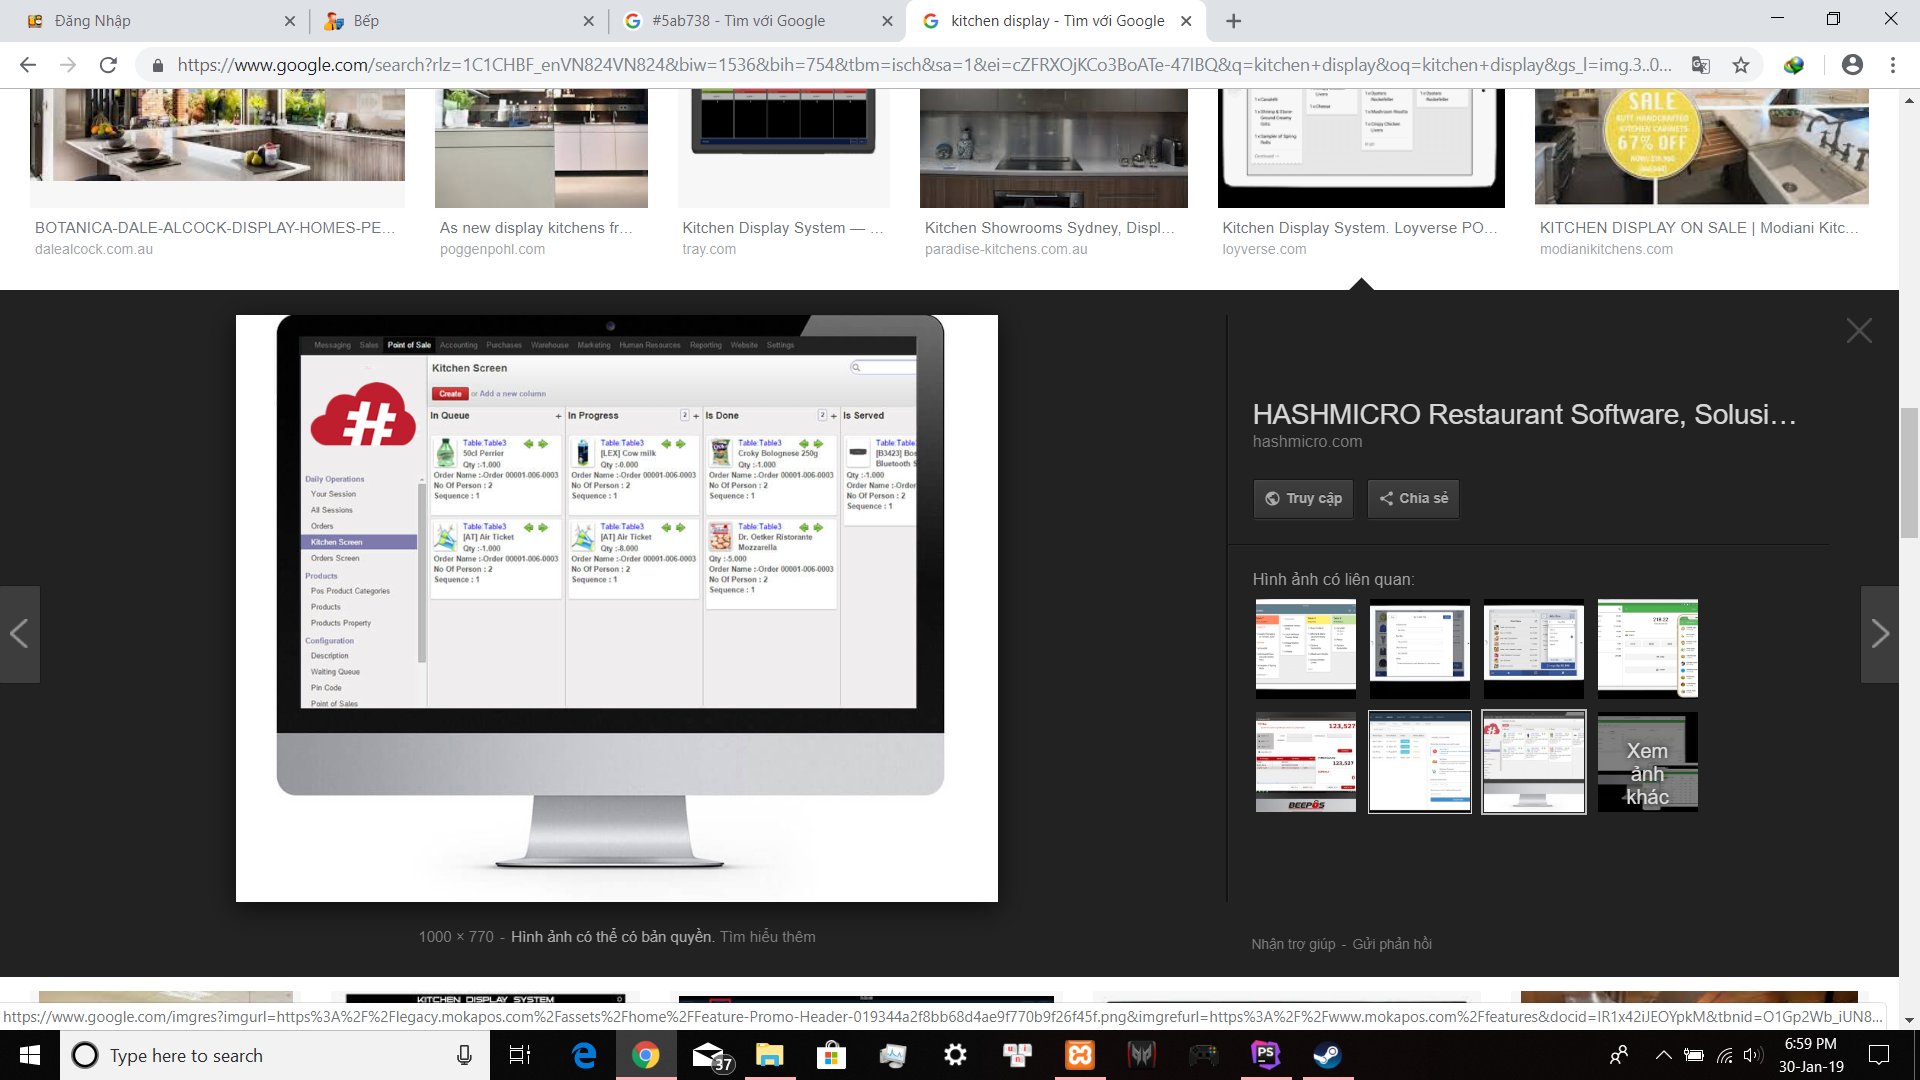 Đăng Nhập
Bếp
#5ab738 - Tìm với Google
kitchen display - Tìm với Google
https://www.google.com/search?rlz=1C1CHBF_enVN824VN824&biw=1536&bih=754&tbm=isch&sa=1&ei=cZFRXOjKCo3BoATe-47IBQ&q=kitchen+display&oq=kitchen+display&gs_l=img.3..0...
SALE
67% OFF
BOTANICA-DALE-ALCOCK-DISPLAY-HOMES-PE...
dalealcock.com.au
As new display kitchens fr...
poggenpohl.com
Kitchen Display System — ...
tray.com
Kitchen Showrooms Sydney, Displ...
paradise-kitchens.com.au
Kitchen Display System. Loyverse PO...
loyverse.com
KITCHEN DISPLAY ON SALE | Modiani Kitc...
modianikitchens.com
Messaging Sales Point of Sale Accounting Purchases Warehouse Marketing Human Resources Reporting Website Settings
Kitchen Screen
Create or Add a new column
In Queue +
In Progress 2 +
Is Done 2 +
Is Served
Table:Table3
50cl Perrier
Qty :-1.000
Order Name :-Order 00001-006-0003
No Of Person : 2
Sequence : 1
Table:Table3
[AT] Air Ticket
Qty :-1.000
Order Name :-Order 00001-006-0003
No Of Person : 2
Sequence : 1
Table:Table3
[LEX] Cow milk
Qty :-0.000
Order Name :-Order 00001-006-0003
No Of Person : 2
Sequence : 1
Table:Table3
[AT] Air Ticket
Qty :-8.000
Order Name :-Order 00001-006-0003
No Of Person : 2
Sequence : 1
Table:Table3
Croky Bolognese 250g
Qty :-1.000
Order Name :-Order 00001-006-0003
No Of Person : 2
Sequence : 1
Table:Table3
Dr. Oetker Ristorante
Mozzarella
Qty :-5.000
Order Name :-Order 00001-006-0003
No Of Person : 2
Sequence : 1
Table:Tabl
[B3423] Bos
Bluetooth S
Qty :-1.000
Order Name :-Order
No Of Person : 2
Sequence : 1
Daily Operations
Your Session
All Sessions
Orders
Kitchen Screen
Orders Screen
Products
Pos Product Categories
Products
Products Property
Configuration
Description
Waiting Queue
Pin Code
Point of Sales
1000 × 770 - Hình ảnh có thể có bản quyền. Tìm hiểu thêm
HASHMICRO Restaurant Software, Solusi...
hashmicro.com
Truy cập
Chia sẻ
Hình ảnh có liên quan:
218.22
123,527
123,527
BEEPOS
Xem
ảnh
khác
Nhận trợ giúp - Gửi phản hồi
KITCHEN DISPLAY SYSTEM
https://www.google.com/imgres?imgurl=https%3A%2F%2Flegacy.mokapos.com%2Fassets%2Fhome%2FFeature-Promo-Header-019344a2f8bb68d4ae9f770b9f26f45f.png&imgrefurl=https%3A%2F%2Fwww.mokapos.com%2Ffeatures&docid=IR1x42iJEOYpkM&tbnid=O1Gp2Wb_iUN8...
Type here to search
37
PS
6:59 PM
30-Jan-19